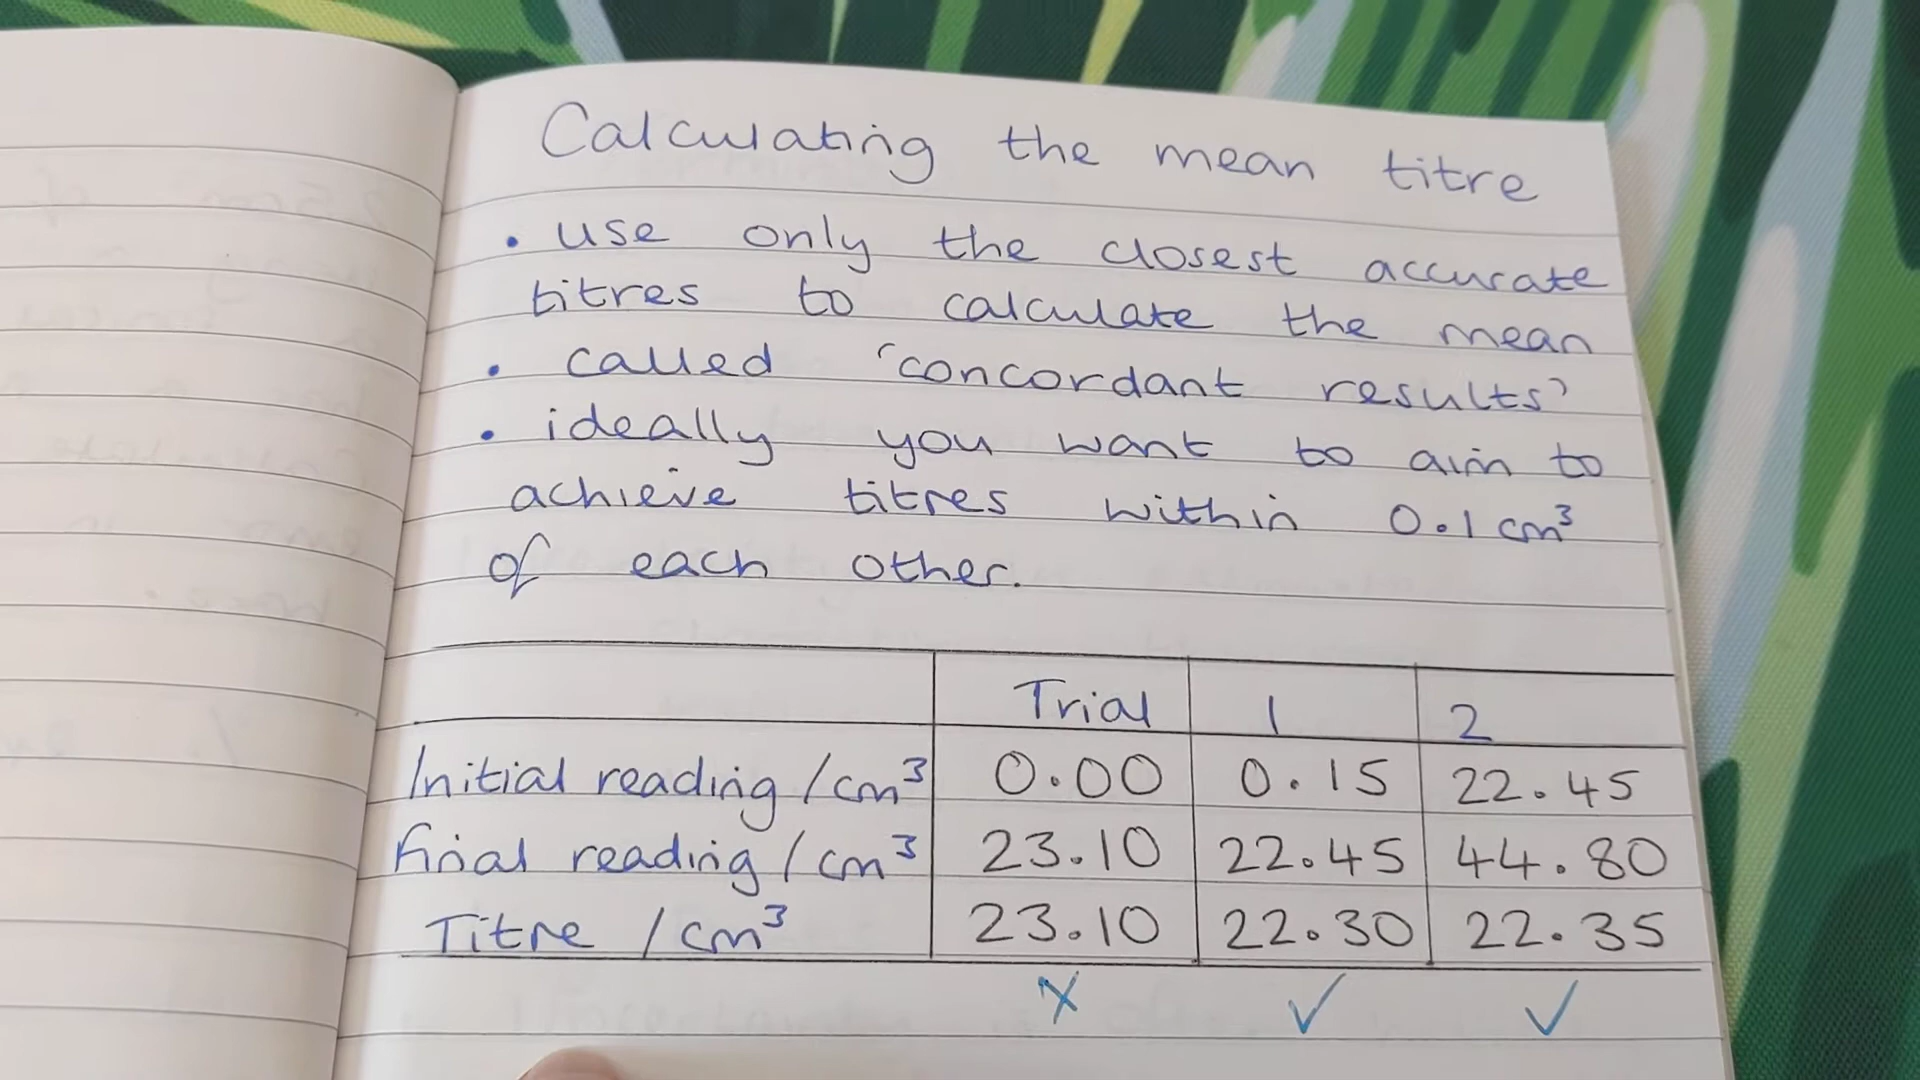 Calculating the mean titre
• use only the closest accurate
titres to calculate the mean
• called 'concordant results'
• ideally you want to aim to
achieve titres within 0.1 cm³
of each other.
Trial 1 2
Initial reading /cm³ 0.00 0.15 22.45
final reading /cm³ 23.10 22.45 44.80
Titre /cm³ 23.10 22.30 22.35
✗ ✓ ✓